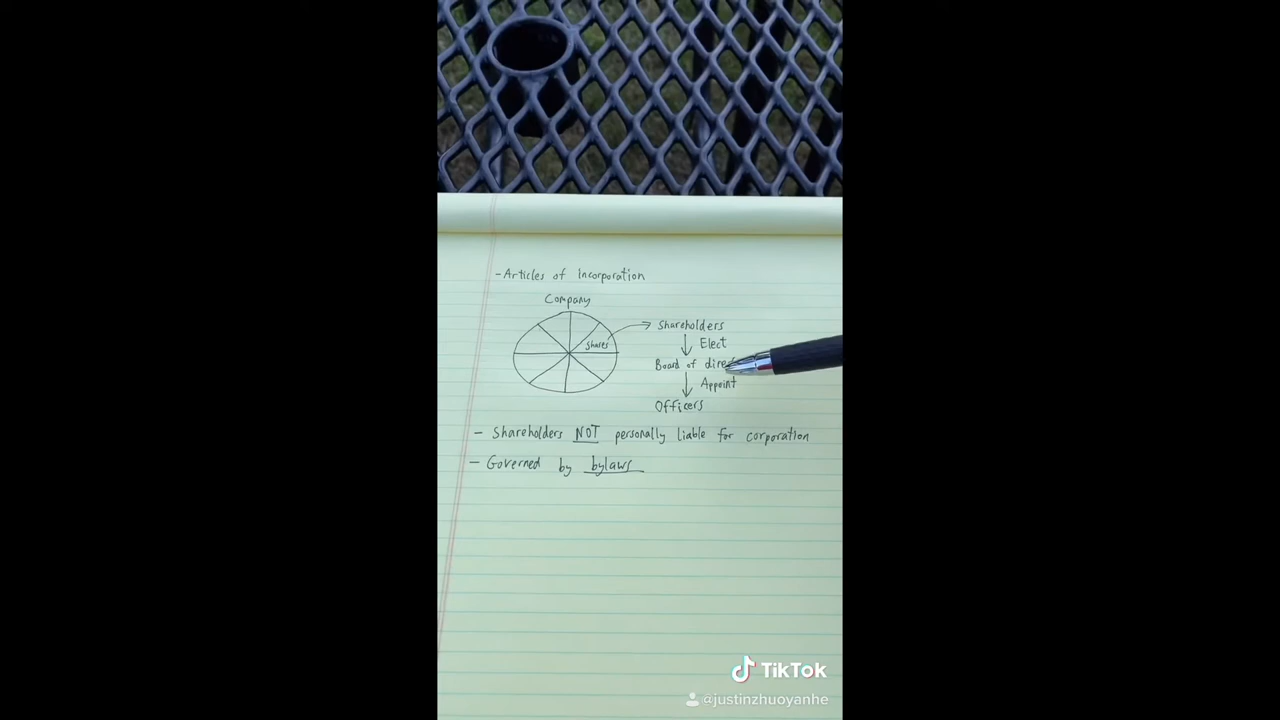 - Articles of Incorporation
Company
Shares
Shareholders
Elect
Board of
Appoint
Officers
- Shareholders NOT personally liable for corporation
- Governed by bylaws
TikTok
@justinzhuoyanhe